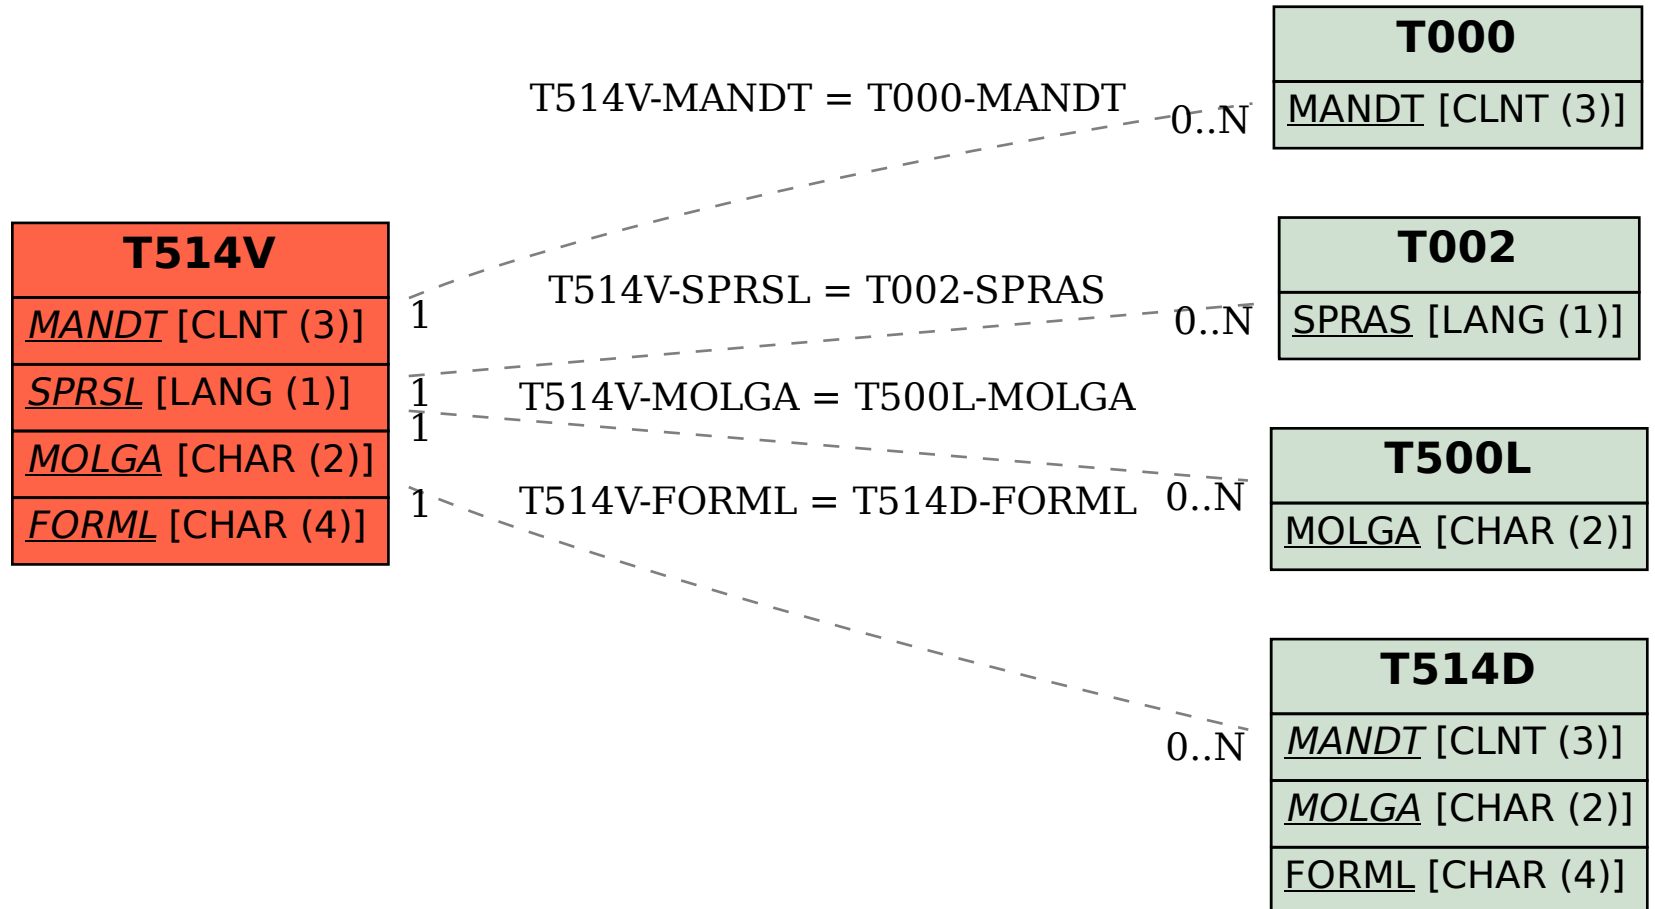 T514V
MANDT [CLNT (3)]
SPRSL [LANG (1)]
MOLGA [CHAR (2)]
FORML [CHAR (4)]
T514V-MANDT = T000-MANDT
1
0..N
T514V-SPRSL = T002-SPRAS
1
0..N
T514V-MOLGA = T500L-MOLGA
1
0..N
T514V-FORML = T514D-FORML
1
0..N
T000
MANDT [CLNT (3)]
T002
SPRAS [LANG (1)]
T500L
MOLGA [CHAR (2)]
T514D
MANDT [CLNT (3)]
MOLGA [CHAR (2)]
FORML [CHAR (4)]